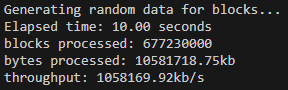 Generating random data for blocks...
Elapsed time: 10.00 seconds
blocks processed: 677230000
bytes processed: 10581718.75kb
throughput: 1058169.92kb/s